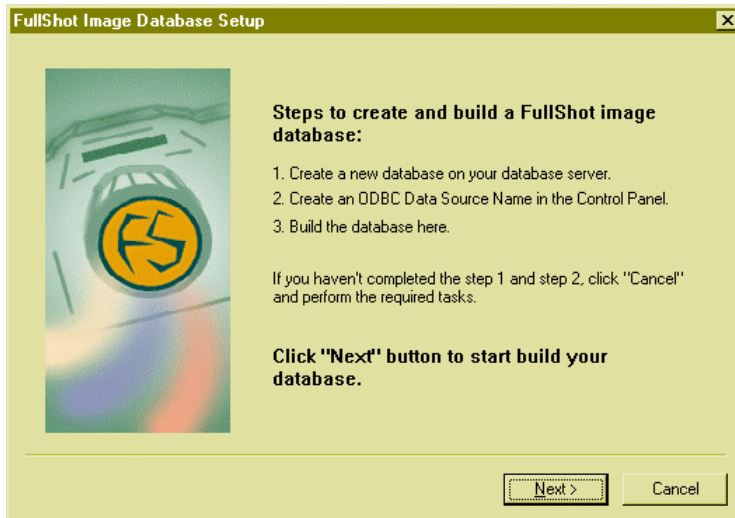 FullShot Image Database Setup
Steps to create and build a FullShot image
database:
1. Create a new database on your database server.
2. Create an ODBC Data Source Name in the Control Panel.
3. Build the database here.
If you haven't completed the step 1 and step 2, click "Cancel"
and perform the required tasks.
Click "Next" button to start build your
database.
FS
Next >
Cancel